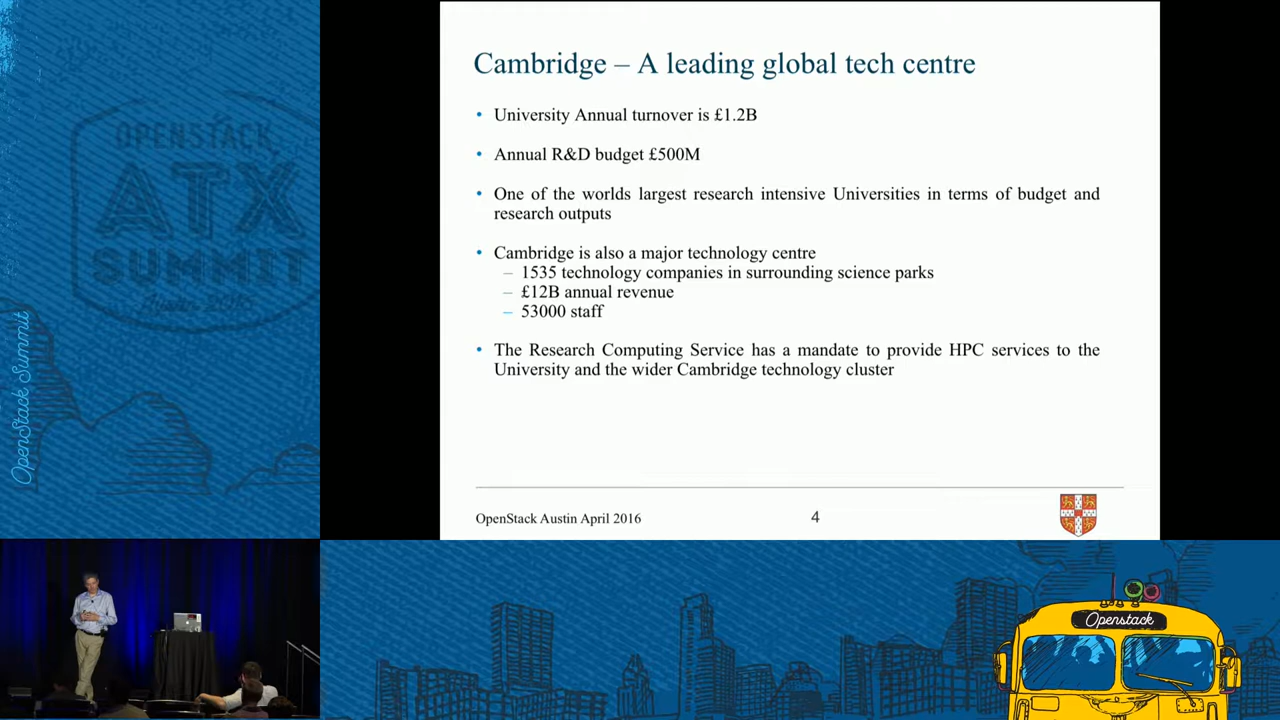 Cambridge – A leading global tech centre
• University Annual turnover is £1.2B
• Annual R&D budget £500M
• One of the worlds largest research intensive Universities in terms of budget and
research outputs
• Cambridge is also a major technology centre
– 1535 technology companies in surrounding science parks
– £12B annual revenue
– 53000 staff
• The Research Computing Service has a mandate to provide HPC services to the
University and the wider Cambridge technology cluster
OpenStack Austin April 2016
4
OPENSTACK
ATX
SUMMIT
OpenStack Summit
Openstack